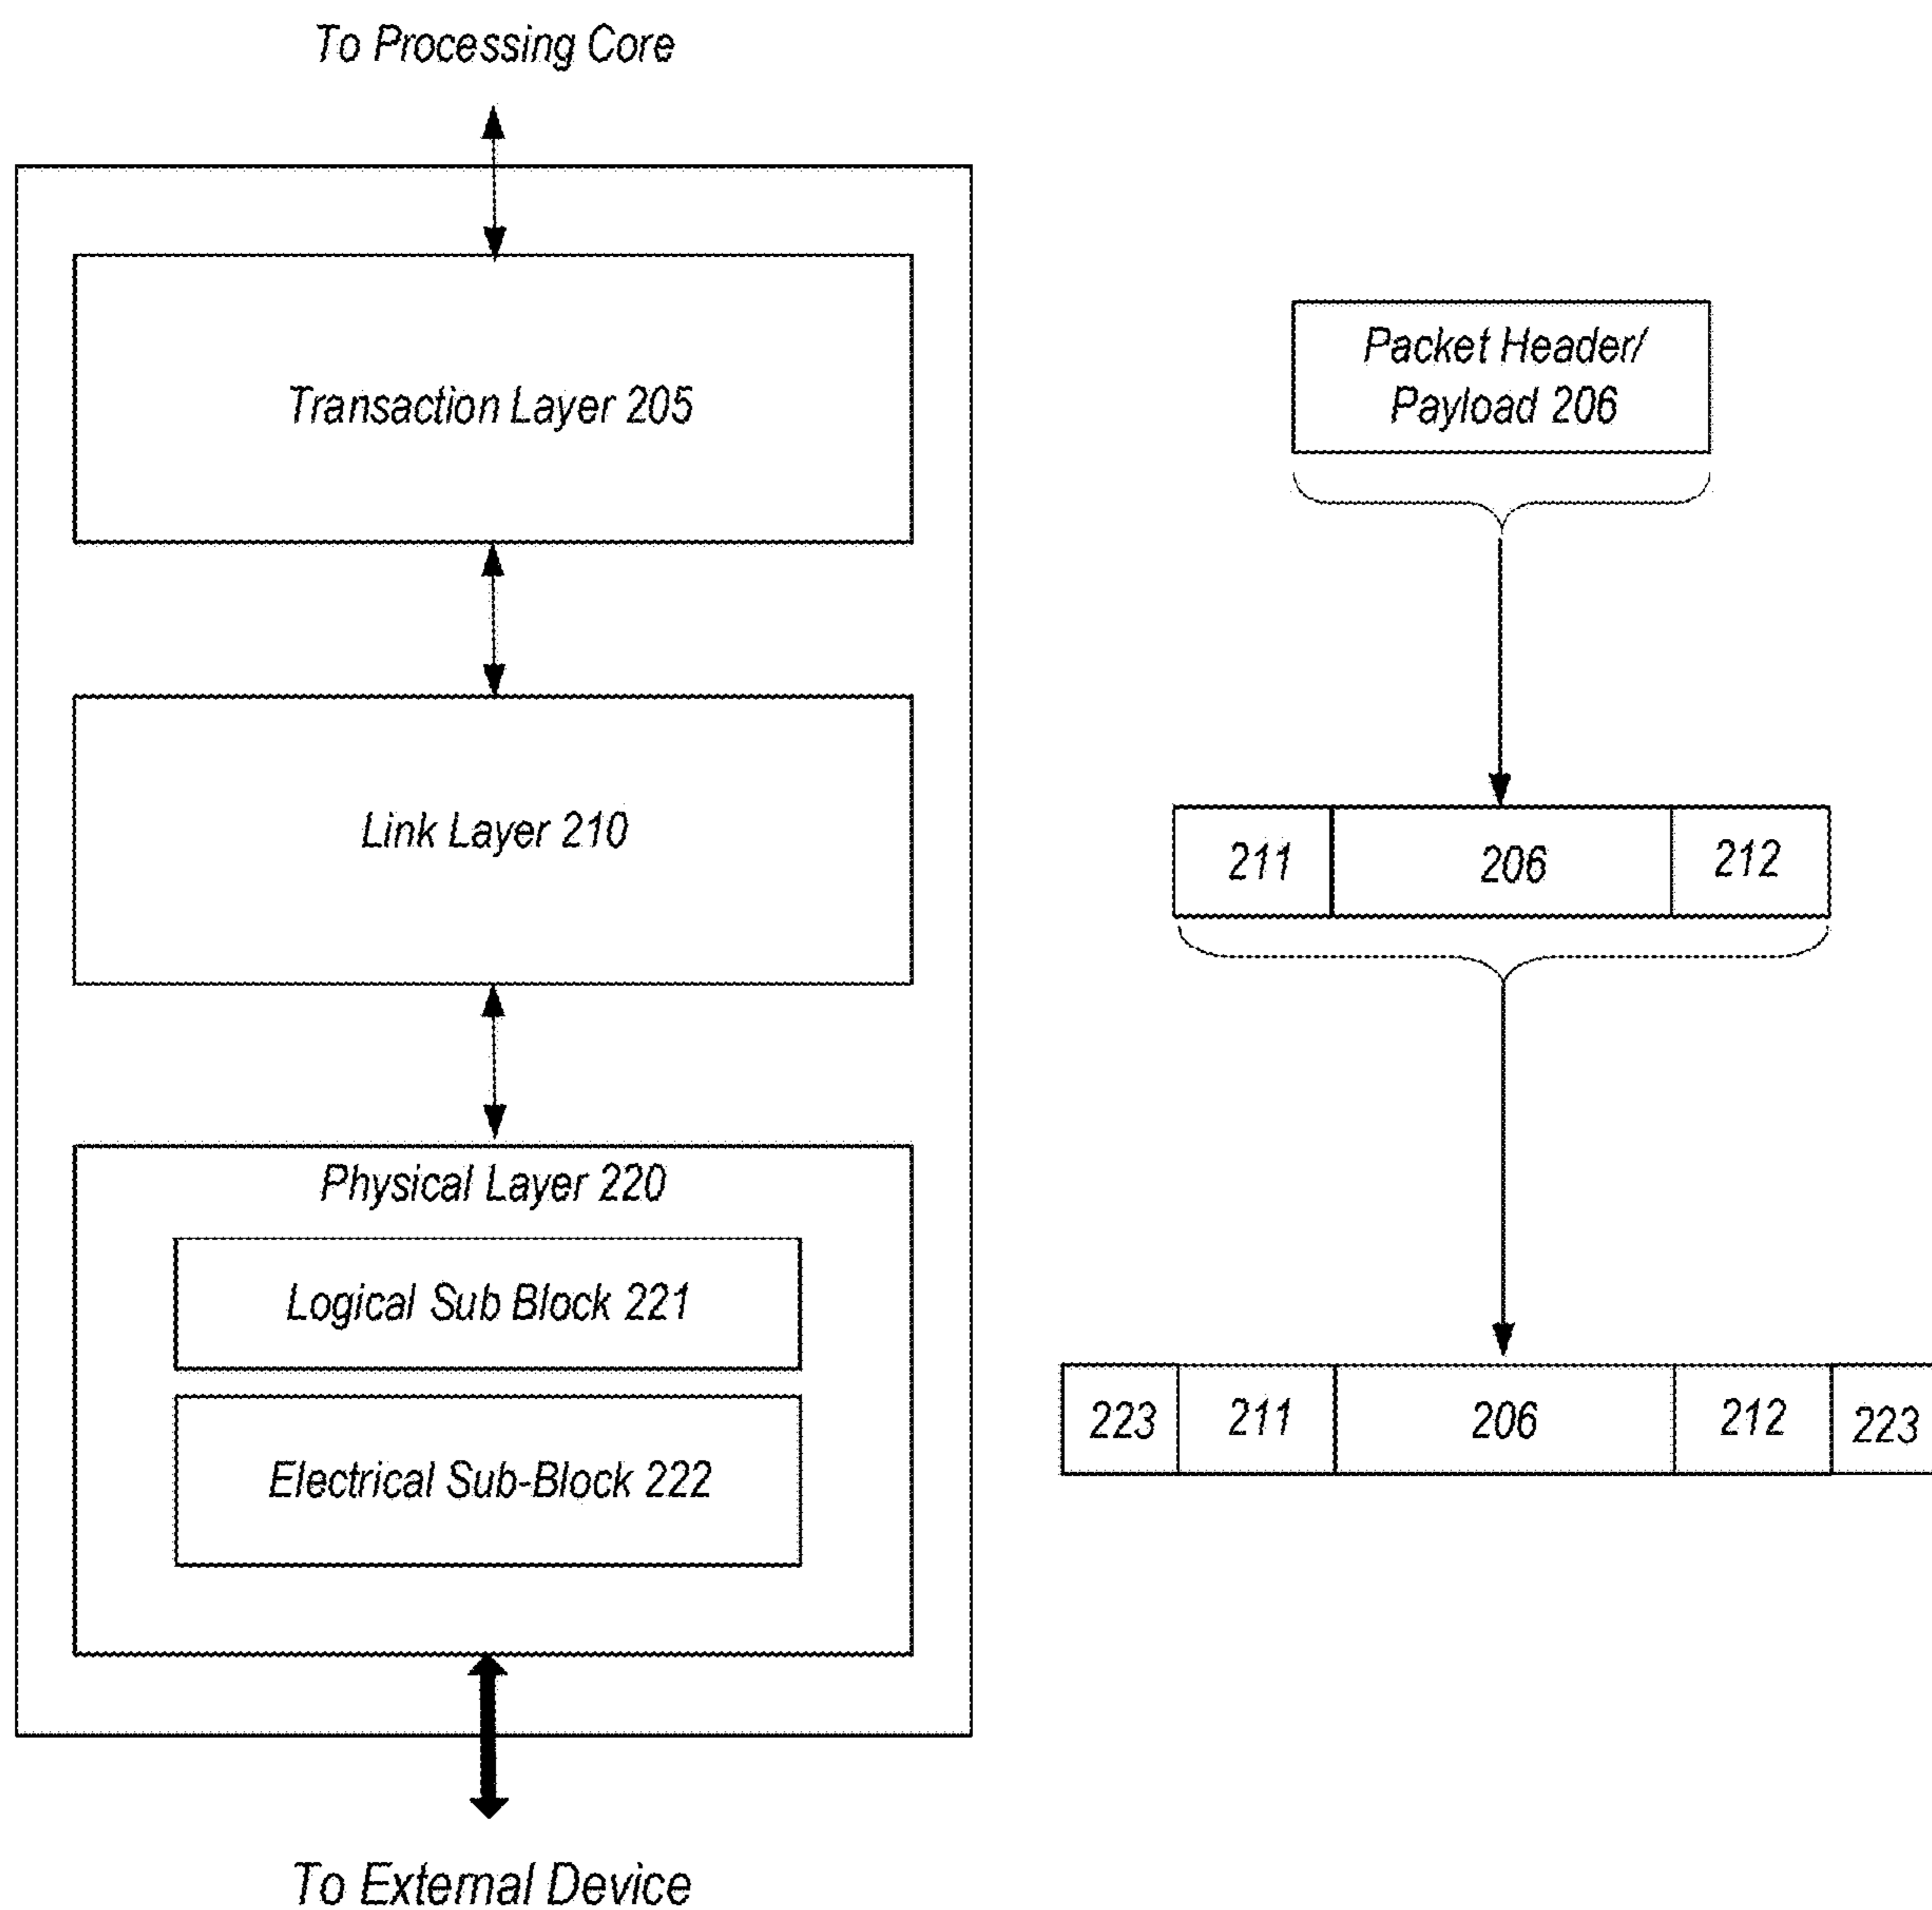 To Processing Core
Transaction Layer 205
Packet Header/
Payload 206
Link Layer 210
211 206 212
Physical Layer 220
Logical Sub Block 221
Electrical Sub-Block 222
223 211 206 212 223
To External Device